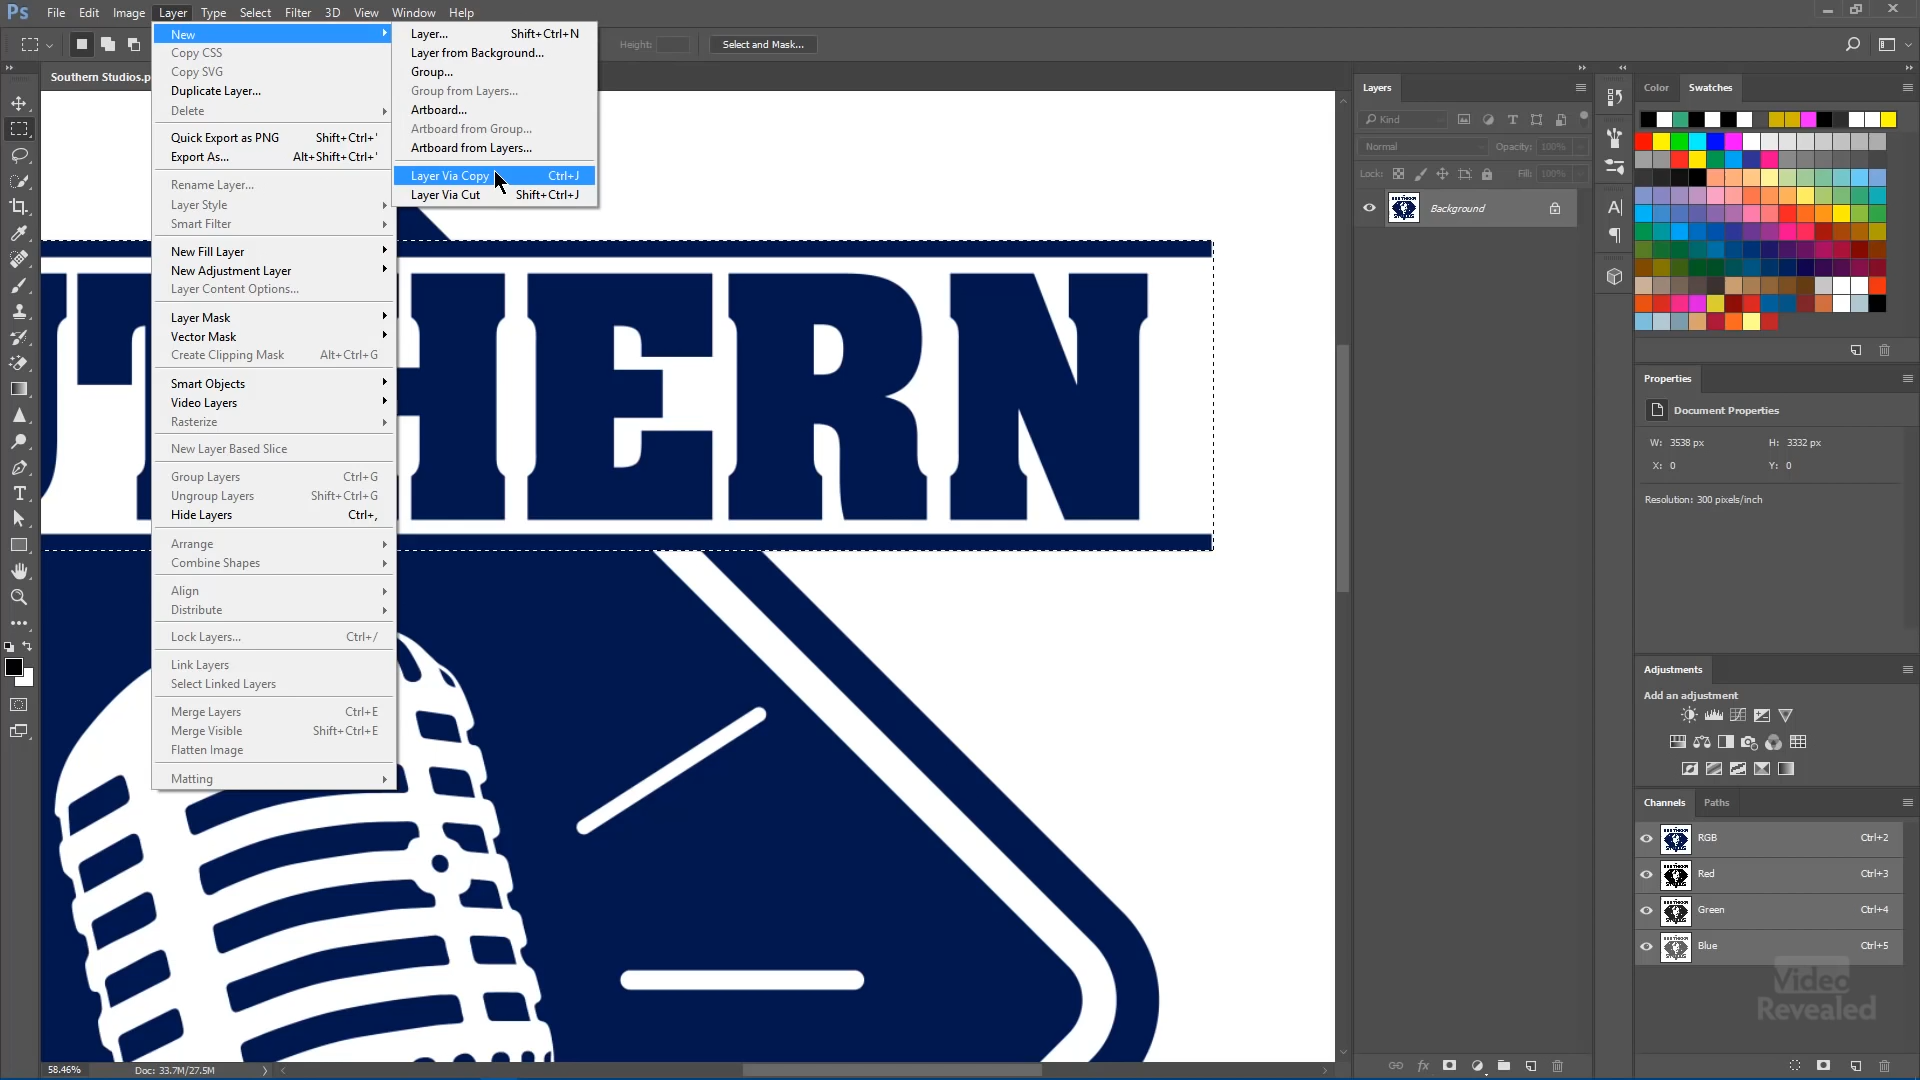 Ps File Edit Image Layer Type Select Filter 3D View Window Help
Height: Select and Mask...
Southern Studios.p
New
Copy CSS
Copy SVG
Duplicate Layer...
Delete
Quick Export as PNG Shift+Ctrl+'
Export As... Alt+Shift+Ctrl+'
Rename Layer...
Layer Style
Smart Filter
New Fill Layer
New Adjustment Layer
Layer Content Options...
Layer Mask
Vector Mask
Create Clipping Mask Alt+Ctrl+G
Smart Objects
Video Layers
Rasterize
New Layer Based Slice
Group Layers Ctrl+G
Ungroup Layers Shift+Ctrl+G
Hide Layers Ctrl+,
Arrange
Combine Shapes
Align
Distribute
Lock Layers... Ctrl+/
Link Layers
Select Linked Layers
Merge Layers Ctrl+E
Merge Visible Shift+Ctrl+E
Flatten Image
Matting
Layer... Shift+Ctrl+N
Layer from Background...
Group...
Group from Layers...
Artboard...
Artboard from Group...
Artboard from Layers...
Layer Via Copy Ctrl+J
Layer Via Cut Shift+Ctrl+J
UTHERN
58.46% Doc: 33.7M/27.5M
Layers
Kind
Normal Opacity: 100%
Lock: Fill: 100%
Background
Color Swatches
Properties
Document Properties
W: 3538 px H: 3332 px
X: 0 Y: 0
Resolution: 300 pixels/inch
Adjustments
Add an adjustment
Channels Paths
RGB Ctrl+2
Red Ctrl+3
Green Ctrl+4
Blue Ctrl+5
Video
Revealed